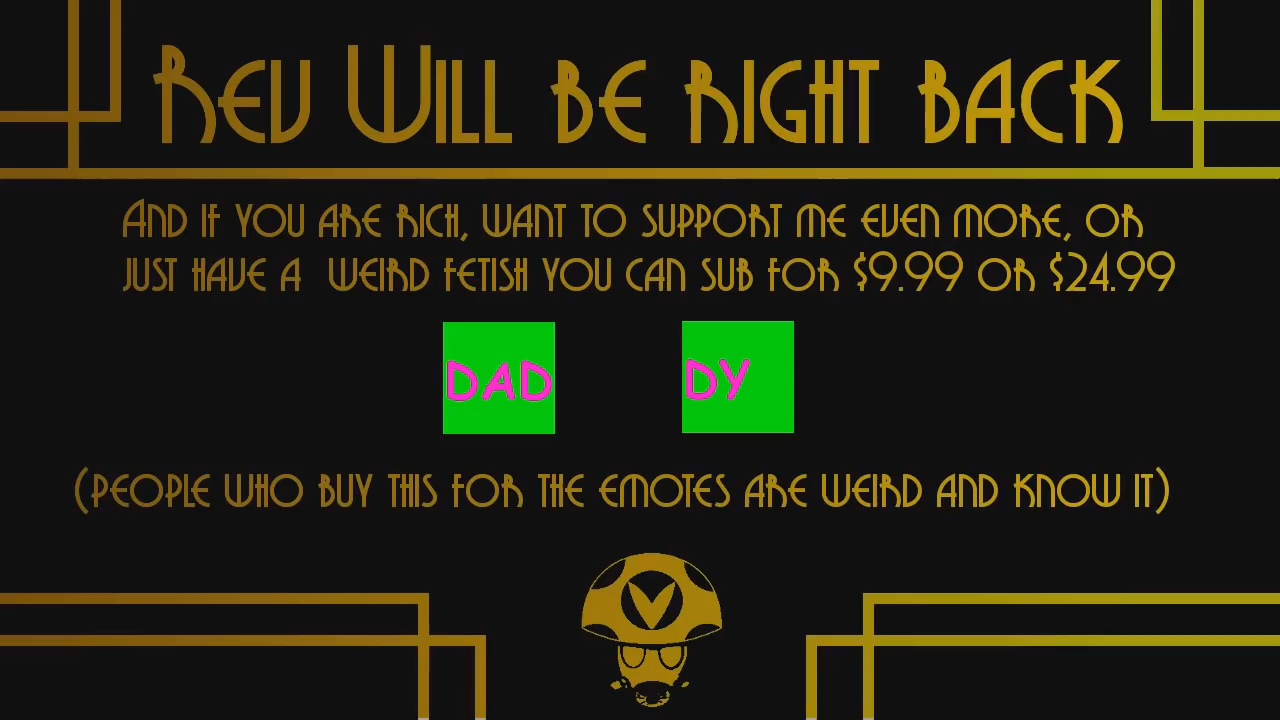 Rev Will be right back
And if you are rich, want to support me even more, or
just have a weird fetish you can sub for $9.99 or $24.99
DAD DY
(people who buy this for the emotes are weird and know it)
V